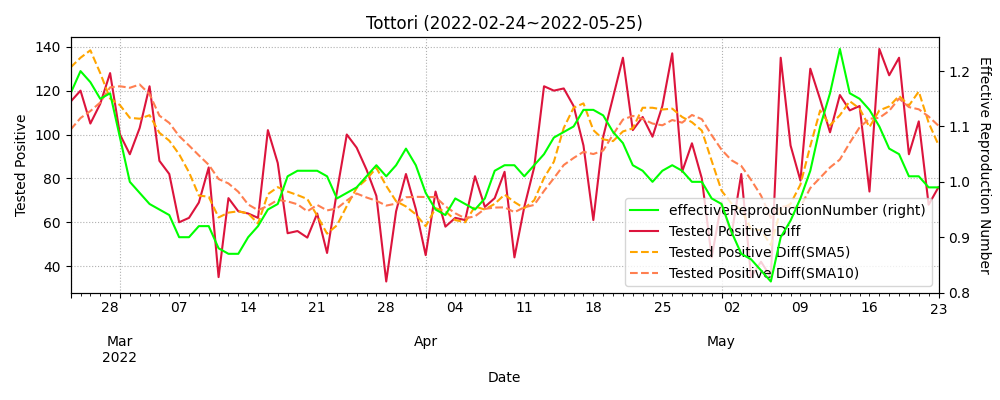 Tottori (2022-02-24~2022-05-25)
Tested Positive
140
120
100
80
60
40
1.2
1.1
1.0
0.9
0.8
Effective Reproduction Number
effectiveReproductionNumber (right)
Tested Positive Diff
Tested Positive Diff(SMA5)
Tested Positive Diff(SMA10)
28 07 14 21 28 04 11 18 25 02 09 16 23
Mar Apr May
2022
Date